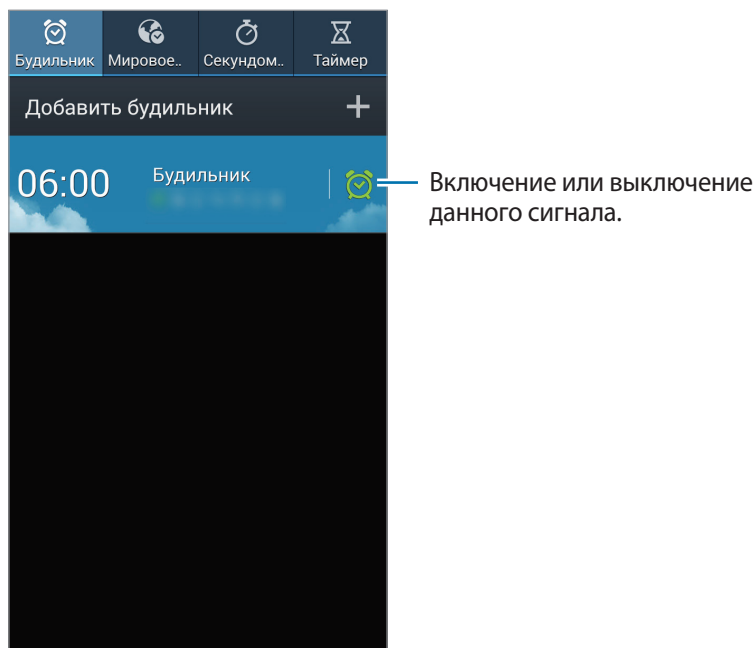 Будильник Мировое.. Секундом.. Таймер
Добавить будильник
06:00 Будильник
Включение или выключение
данного сигнала.